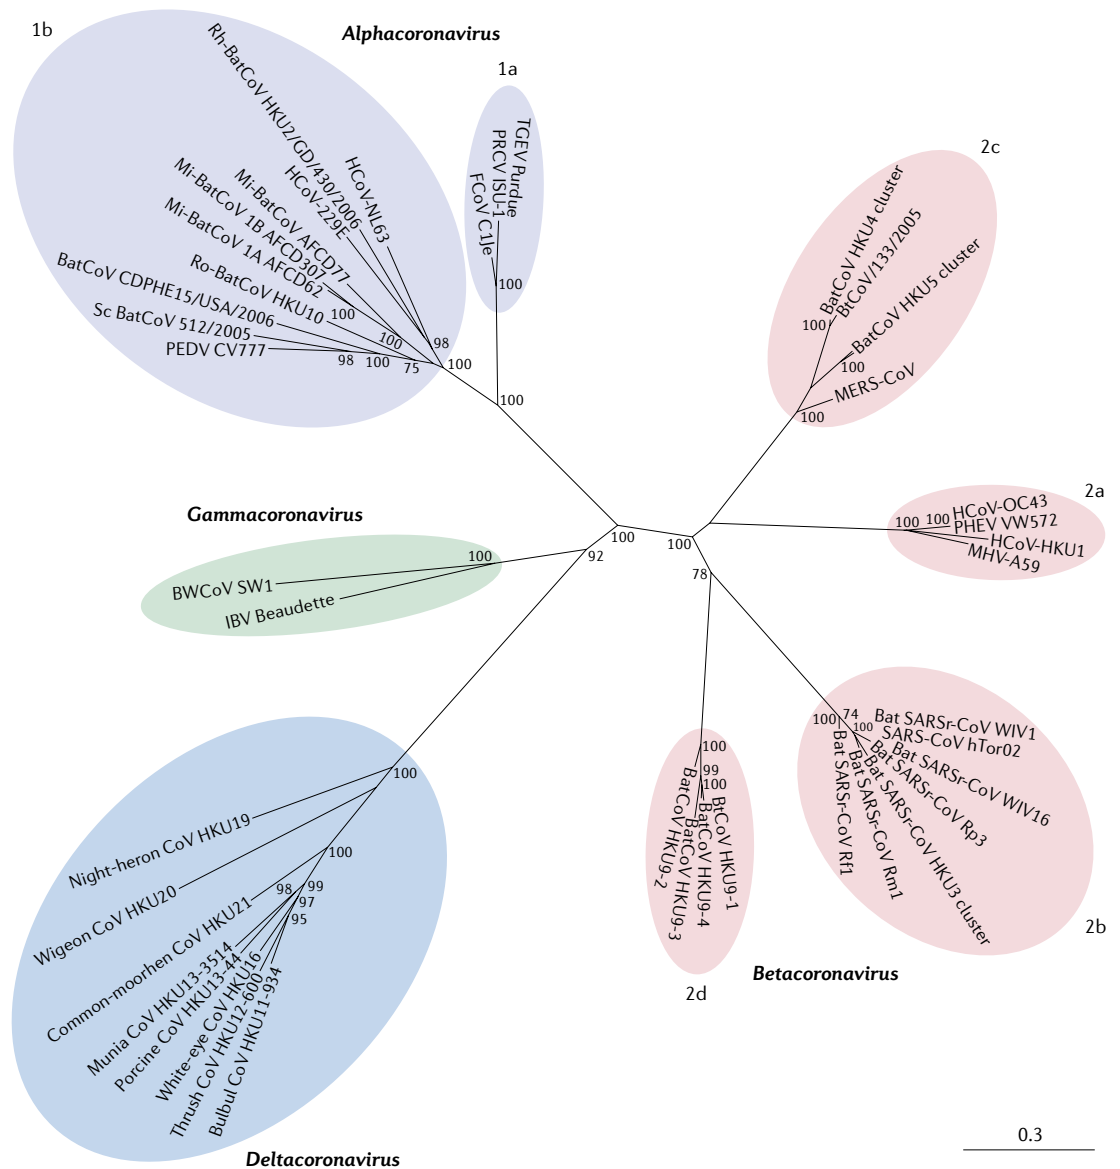 1b
Alphacoronavirus
1a
Rh-BatCoV HKU2/GD/430/2006
HCoV-NL63
HCoV-229E
Mi-BatCoV AFCD77
Mi-BatCoV 1B AFCD307
Mi-BatCoV 1A AFCD62
Ro-BatCoV HKU10
BatCoV CDPHE15/USA/2006
Sc BatCoV 512/2005
PEDV CV777
100
100
98
98
100
75
100
TGEV Purdue
PRCV ISU-1
FCoV C1Je
100
100
2c
BatCoV HKU4 cluster
BtCoV/133/2005
BatCoV HKU5 cluster
MERS-CoV
100
100
100
2a
HCoV-OC43
PHEV VW572
HCoV-HKU1
MHV-A59
100
100
Gammacoronavirus
100
BWCoV SW1
IBV Beaudette
100
92
100
78
100
74
100
Bat SARSr-CoV WIV1
SARS-CoV hTor02
Bat SARSr-CoV WIV16
Bat SARSr-CoV Rp3
Bat SARSr-CoV HKU3 cluster
Bat SARSr-CoV Rm1
Bat SARSr-CoV Rf1
2b
100
99
100
BtCoV HKU9-1
BatCoV HKU9-4
BatCoV HKU9-3
BatCoV HKU9-2
2d
Betacoronavirus
100
Night-heron CoV HKU19
Wigeon CoV HKU20
100
Common-moorhen CoV HKU21
98
99
97
95
Munia CoV HKU13-3514
Porcine CoV HKU13-44
White-eye CoV HKU16
Thrush CoV HKU12-600
Bulbul CoV HKU11-934
Deltacoronavirus
0.3